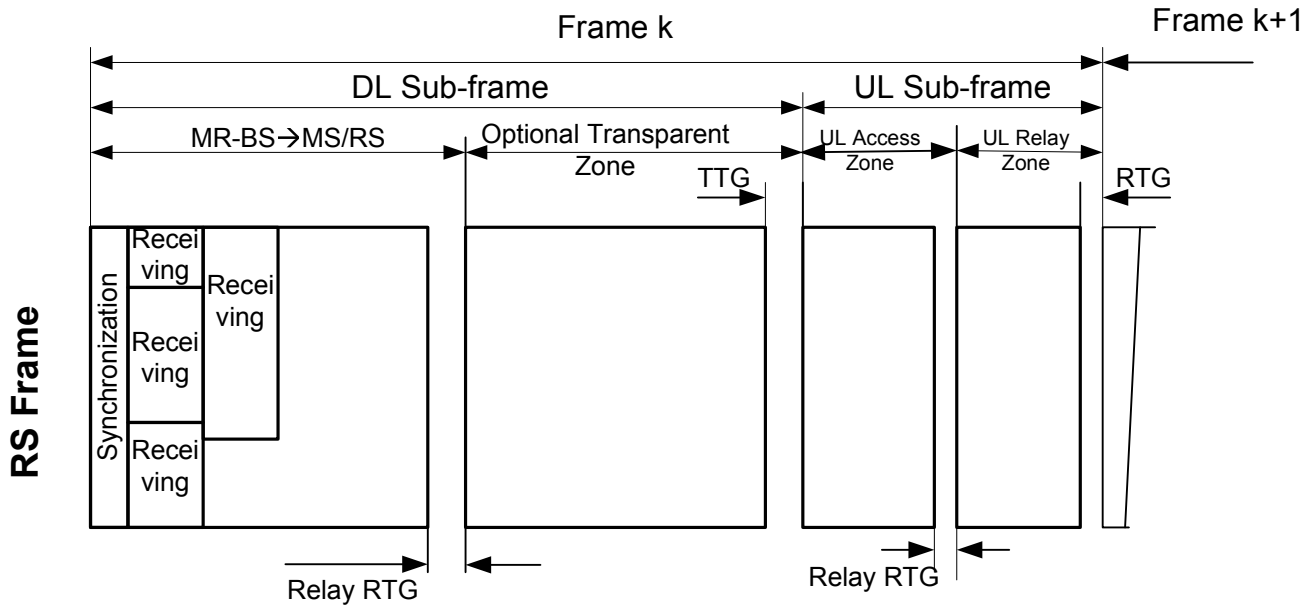 Frame k
Frame k+1
DL Sub-frame
UL Sub-frame
MR-BS→MS/RS
Optional Transparent
Zone
UL Access
Zone
UL Relay
Zone
TTG
RTG
RS Frame
Synchronization
Recei
ving
Recei
ving
Recei
ving
Recei
ving
Relay RTG
Relay RTG